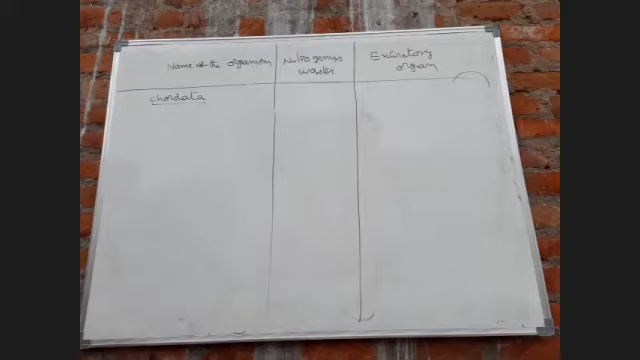 Name of the organism
Nitrogenous
wastes
Excretory
organ
chordata